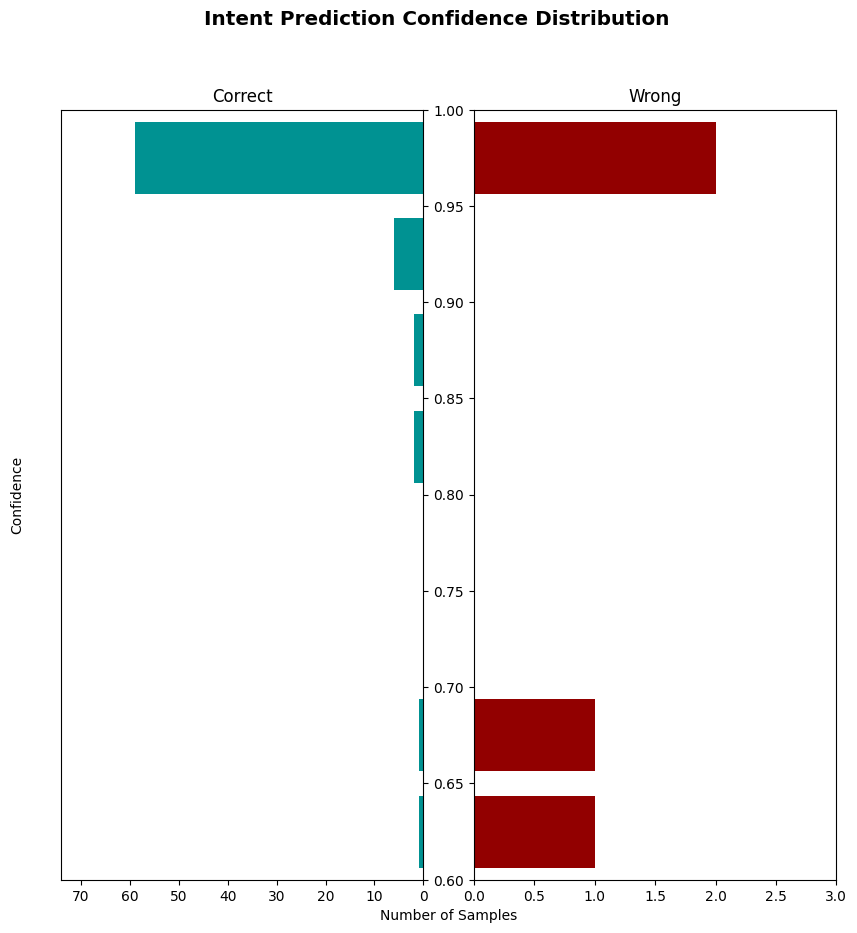 Intent Prediction Confidence Distribution
Correct
Wrong
1.00
0.95
0.90
0.85
0.80
0.75
0.70
0.65
0.60
Confidence
70 60 50 40 30 20 10 0
0.0 0.5 1.0 1.5 2.0 2.5 3.0
Number of Samples